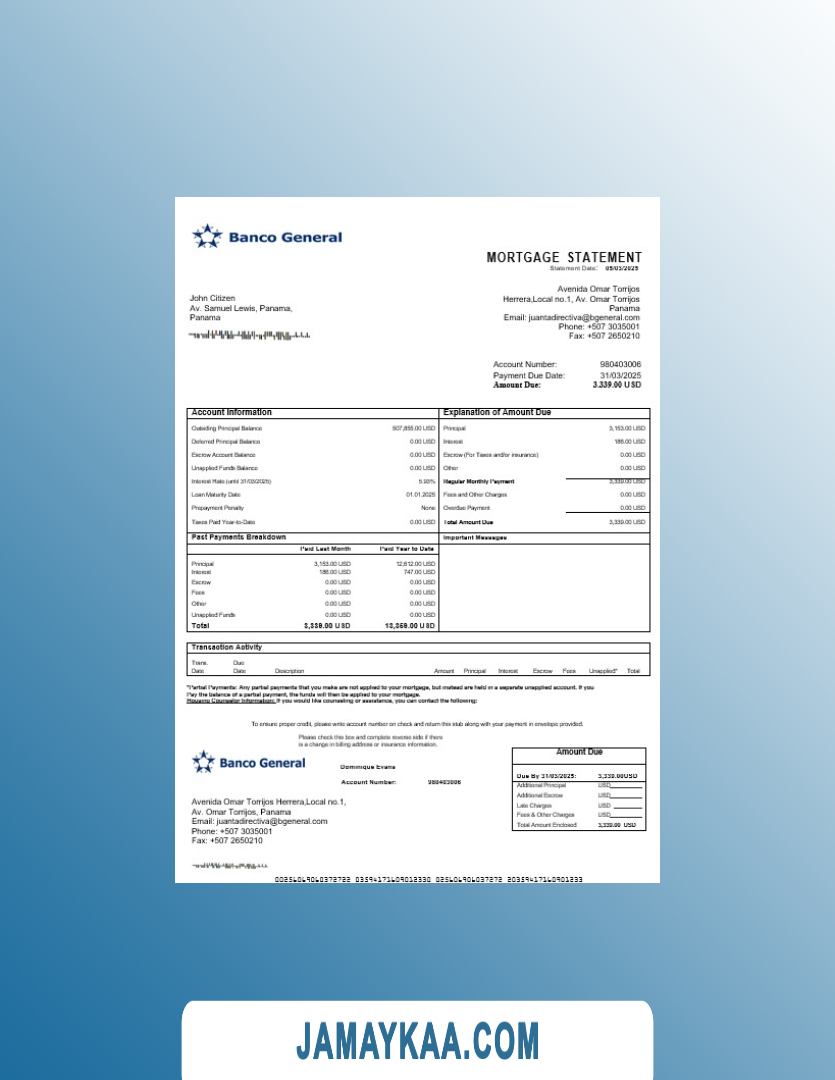 Banco General
MORTGAGE STATEMENT
Statement Date: 05/03/2025
Avenida Omar Torrijos
Herrera,Local no.1, Av. Omar Torrijos
Panama
Email: juantadirectiva@bgeneral.com
Phone: +507 3035001
Fax: +507 2650210
John Citizen
Av. Samuel Lewis, Panama,
Panama
Account Number: 980403006
Payment Due Date: 31/03/2025
Amount Due: 3,339.00 USD
Account Information
Outsiding Principal Balance 507,855.00 USD
Deferred Principal Balance 0.00 USD
Escrow Account Balance 0.00 USD
Unapplied Funds Balance 0.00 USD
Interest Rate (until 31/03/2025) 5.93%
Loan Maturity Date 01.01.2025
Prepayment Penalty None
Taxes Paid Year-to-Date 0.00 USD
Explanation of Amount Due
Principal 3,153.00 USD
Interest 186.00 USD
Escrow (For Taxes and/or insurance) 0.00 USD
Other 0.00 USD
Regular Monthly Payment 3,339.00 USD
Fees and Other Charges 0.00 USD
Overdue Payment 0.00 USD
Total Amount Due 3,339.00 USD
Past Payments Breakdown
Paid Last Month Paid Year to Date
Principal 3,153.00 USD 12,612.00 USD
Interest 186.00 USD 747.00 USD
Escrow 0.00 USD 0.00 USD
Fees 0.00 USD 0.00 USD
Other 0.00 USD 0.00 USD
Unapplied Funds 0.00 USD 0.00 USD
Total 3,339.00 USD 13,359.00 USD
Important Messages
Transaction Activity
Trans. Due
Date Date Description Amount Principal Interest Escrow Fees Unapplied* Total
*Partial Payments: Any partial payments that you make are not applied to your mortgage, but instead are held in a separate unapplied account. If you
Pay the balance of a partial payment, the funds will then be applied to your mortgage.
Housing Counselor Information: If you would like counseling or assistance, you can contact the following:
To ensure proper credit, please write account number on check and return this stub along with your payment in envelope provided.
Please check this box and complete reverse side if there
is a change in billing address or insurance information.
Banco General
Dominique Evans
Account Number: 980403006
Avenida Omar Torrijos Herrera,Local no.1,
Av. Omar Torrijos, Panama
Email: juantadirectiva@bgeneral.com
Phone: +507 3035001
Fax: +507 2650210
Amount Due
Due By 31/03/2025: 3,339.00USD
Additional Principal USD
Additional Escrow USD
Late Charges USD
Fees & Other Charges USD
Total Amount Enclosed 3,339.00 USD
JAMAYKAA.COM